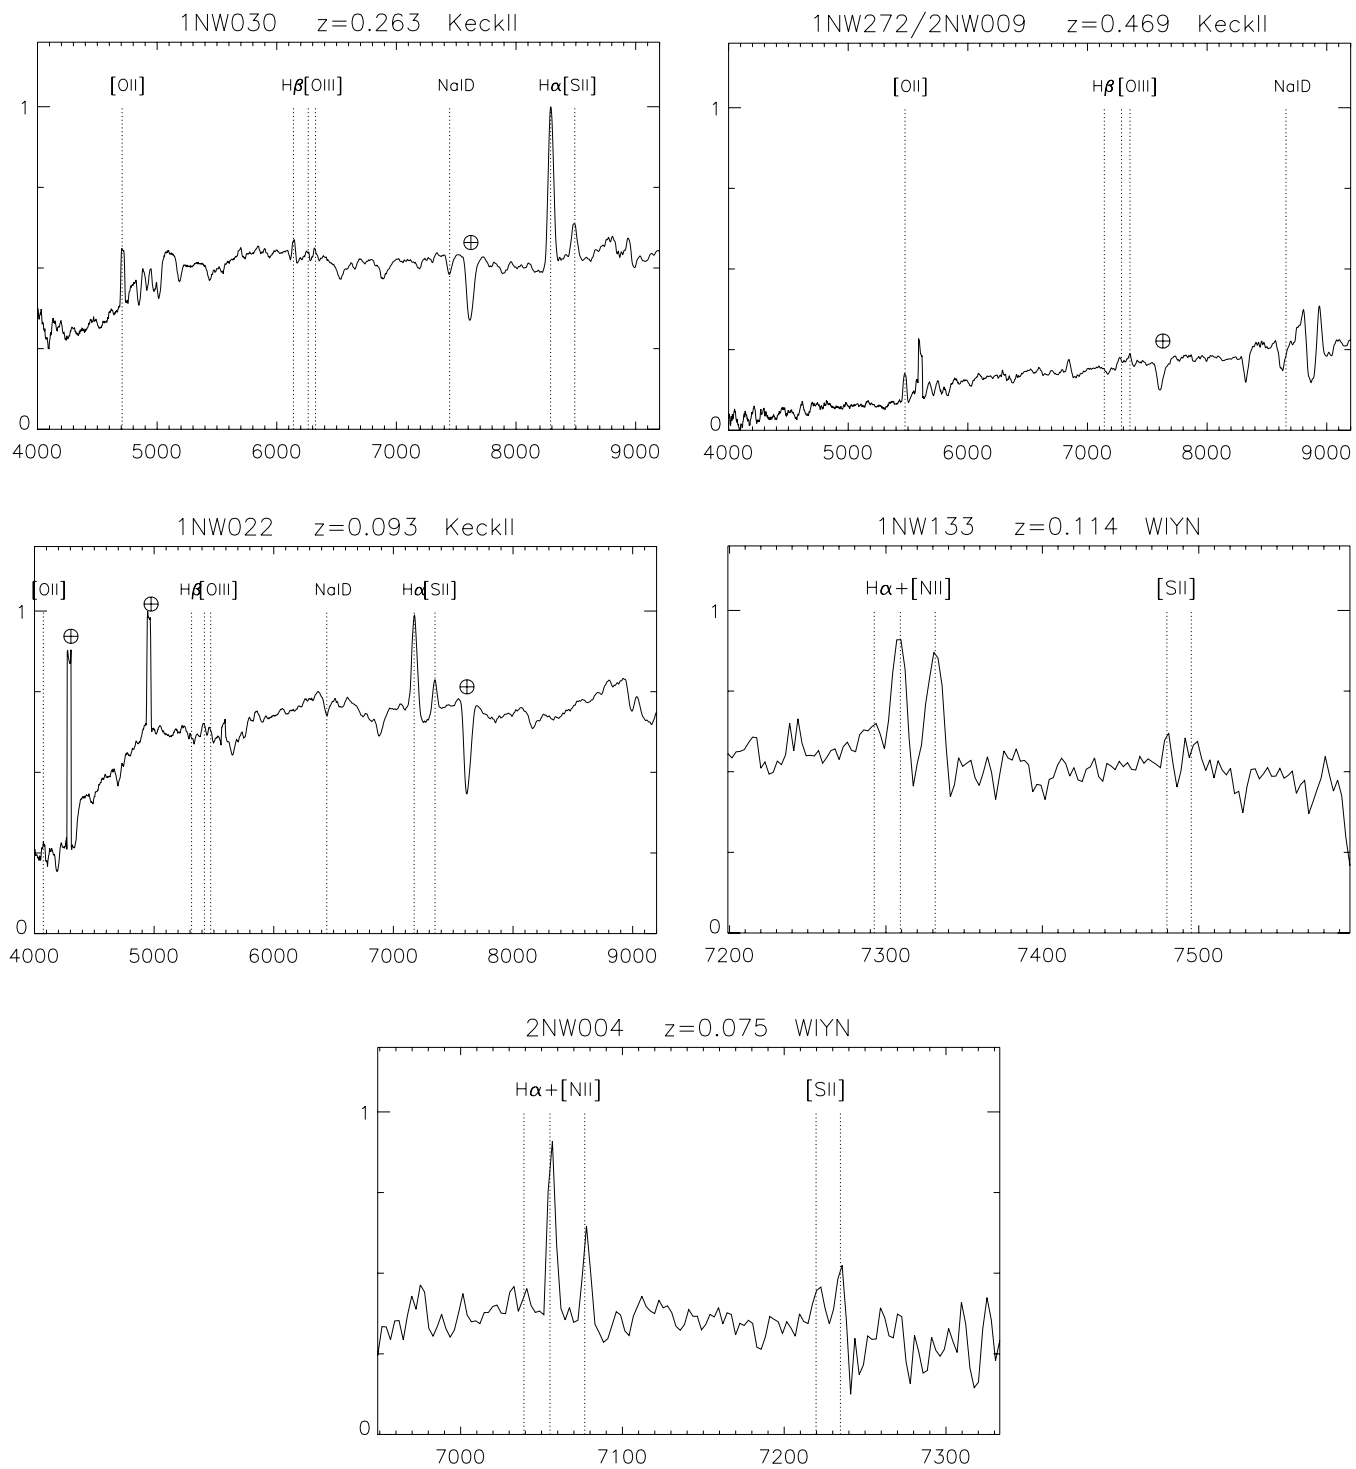 1NW030 z=0.263 KeckII
[OII] Hβ[OIII] NaID Hα[SII]
1
⊕
0
4000 5000 6000 7000 8000 9000
1NW272/2NW009 z=0.469 KeckII
[OII] Hβ[OIII] NaID
1
⊕
0
4000 5000 6000 7000 8000 9000
1NW022 z=0.093 KeckII
[OII] Hβ[OIII] NaID Hα[SII]
1
⊕ ⊕
⊕
0
4000 5000 6000 7000 8000 9000
1NW133 z=0.114 WIYN
Hα+[NII] [SII]
1
0
7200 7300 7400 7500
2NW004 z=0.075 WIYN
Hα+[NII] [SII]
1
0
7000 7100 7200 7300